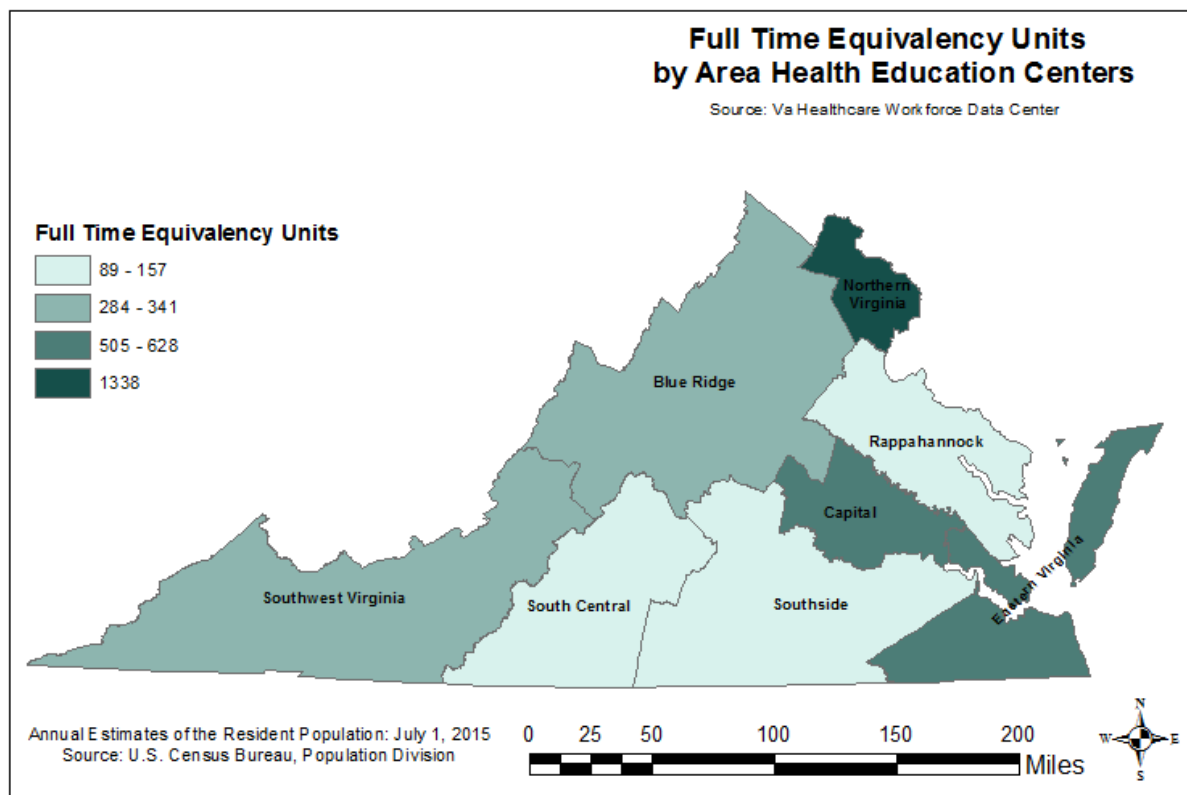 Full Time Equivalency Units
by Area Health Education Centers
Source: Va Healthcare Workforce Data Center
Full Time Equivalency Units
89 - 157
284 - 341
505 - 628
1338
Northern
Virginia
Blue Ridge
Rappahannock
Capital
Eastern Virginia
Southwest Virginia
South Central
Southside
Annual Estimates of the Resident Population: July 1, 2015
Source: U.S. Census Bureau, Population Division
0 25 50 100 150 200
Miles
N
W E
S